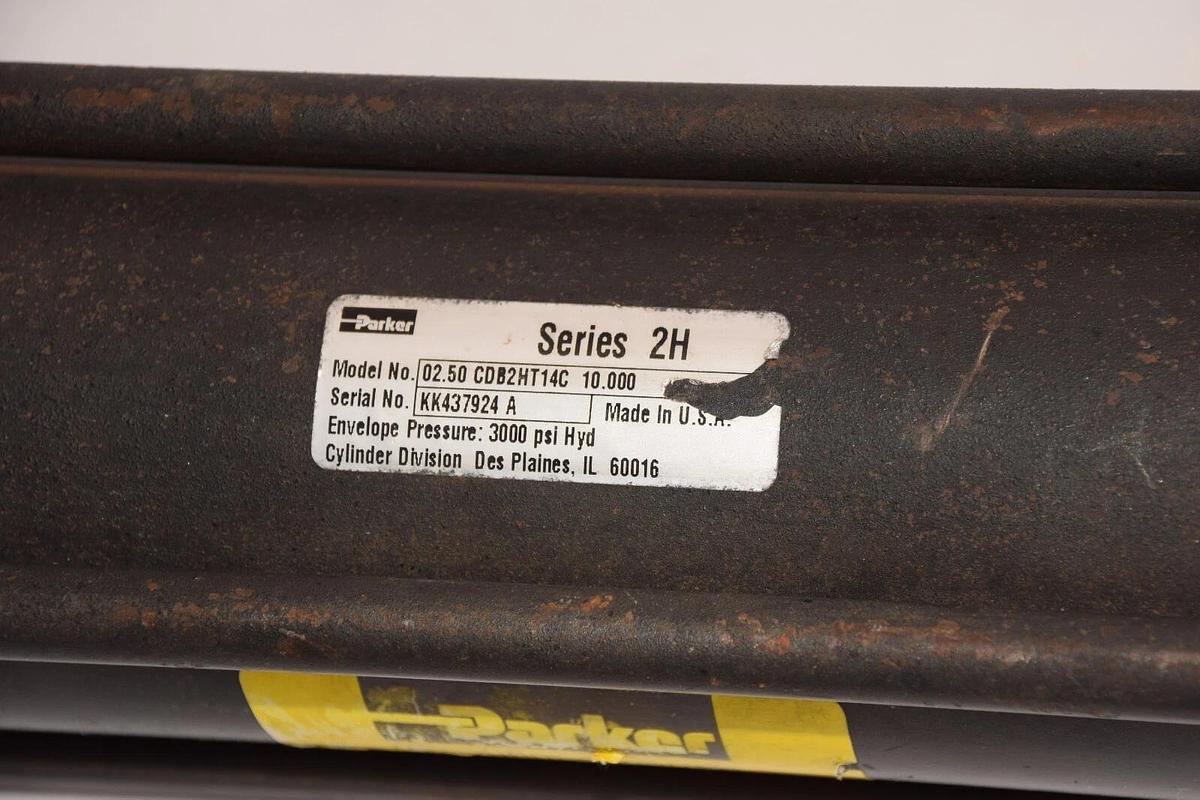 Parker
Series 2H
Model No. 02.50 CDB2HT14C 10.000
Serial No. KK437924 A Made In U.S.A.
Envelope Pressure: 3000 psi Hyd
Cylinder Division Des Plaines, IL 60016
Parker